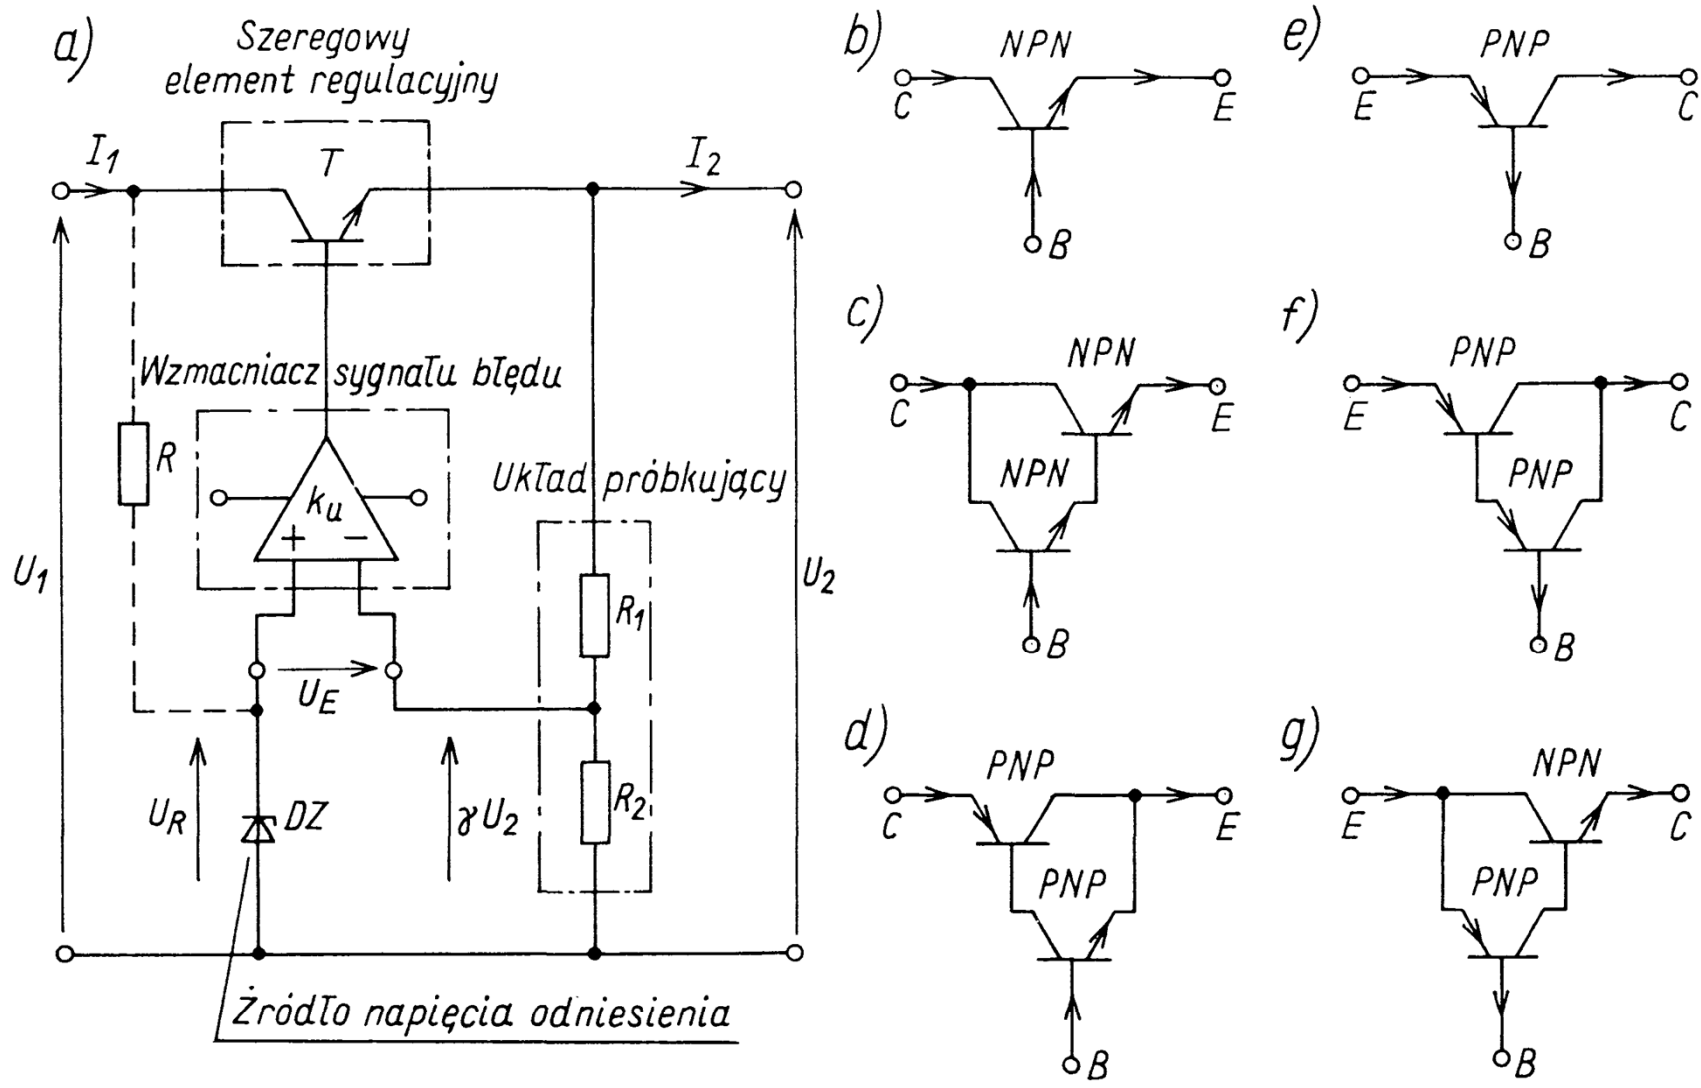 a)
Szeregowy
element regulacyjny
I1
T
I2
Wzmacniacz sygnału błędu
R
ku
+ −
Układ próbkujący
U1
U2
R1
UE
UR
DZ
γU2
R2
Źródło napięcia odniesienia
b)
NPN
C
E
B
c)
NPN
C
E
NPN
B
d)
PNP
C
E
PNP
B
e)
PNP
E
C
B
f)
PNP
E
C
PNP
B
g)
NPN
E
C
PNP
B